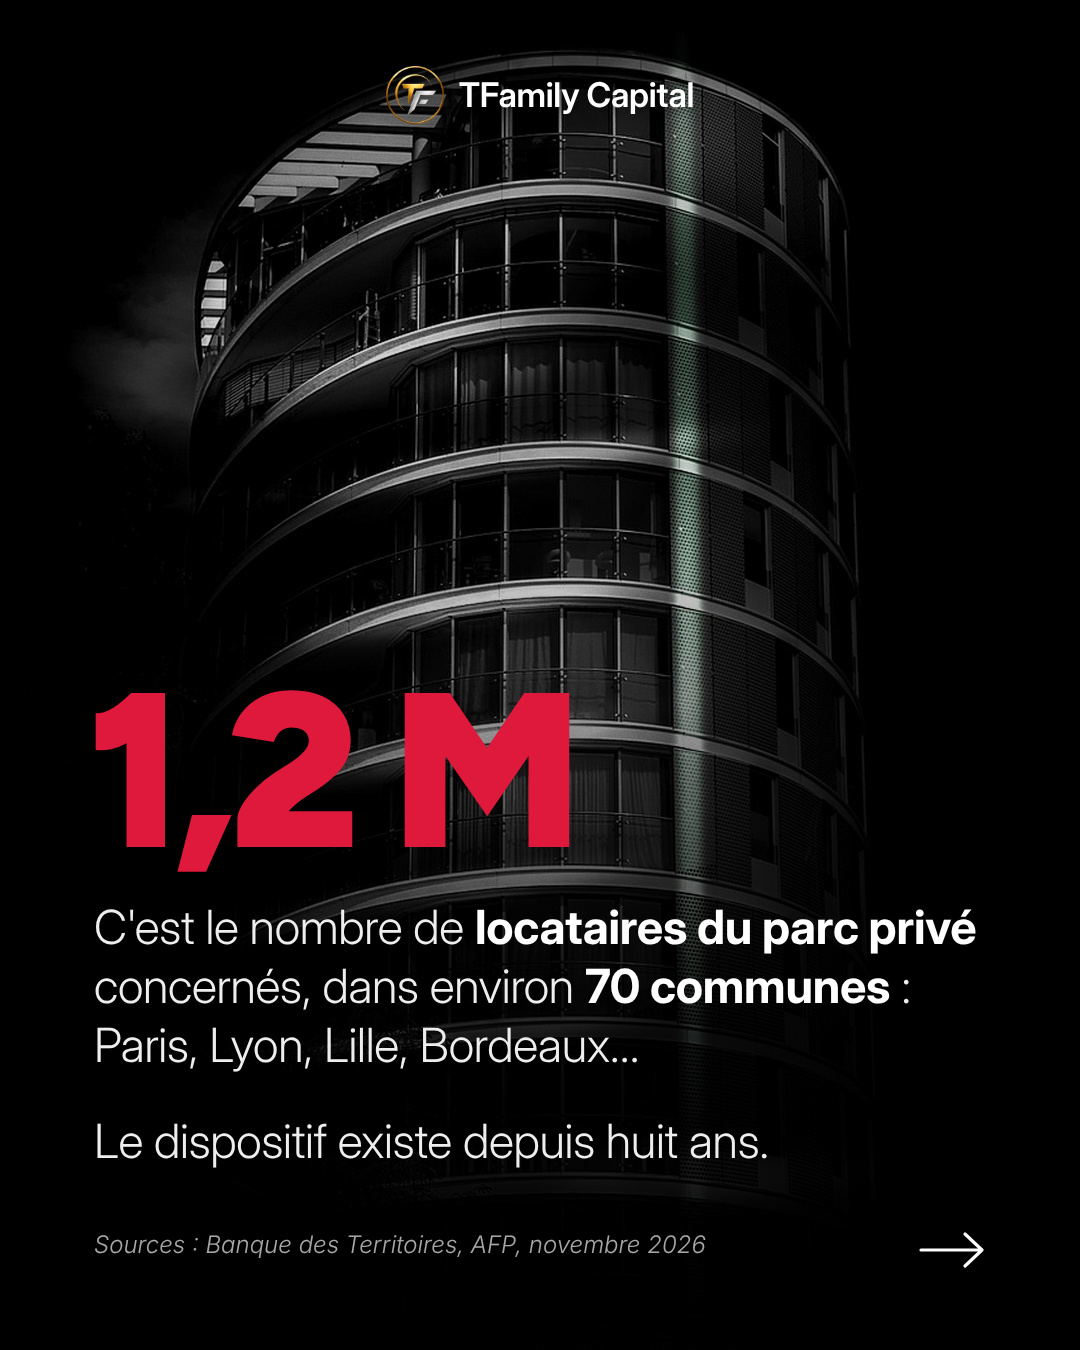 TF
TFamily Capital
1,2 M
C'est le nombre de locataires du parc privé
concernés, dans environ 70 communes :
Paris, Lyon, Lille, Bordeaux...
Le dispositif existe depuis huit ans.
Sources : Banque des Territoires, AFP, novembre 2026